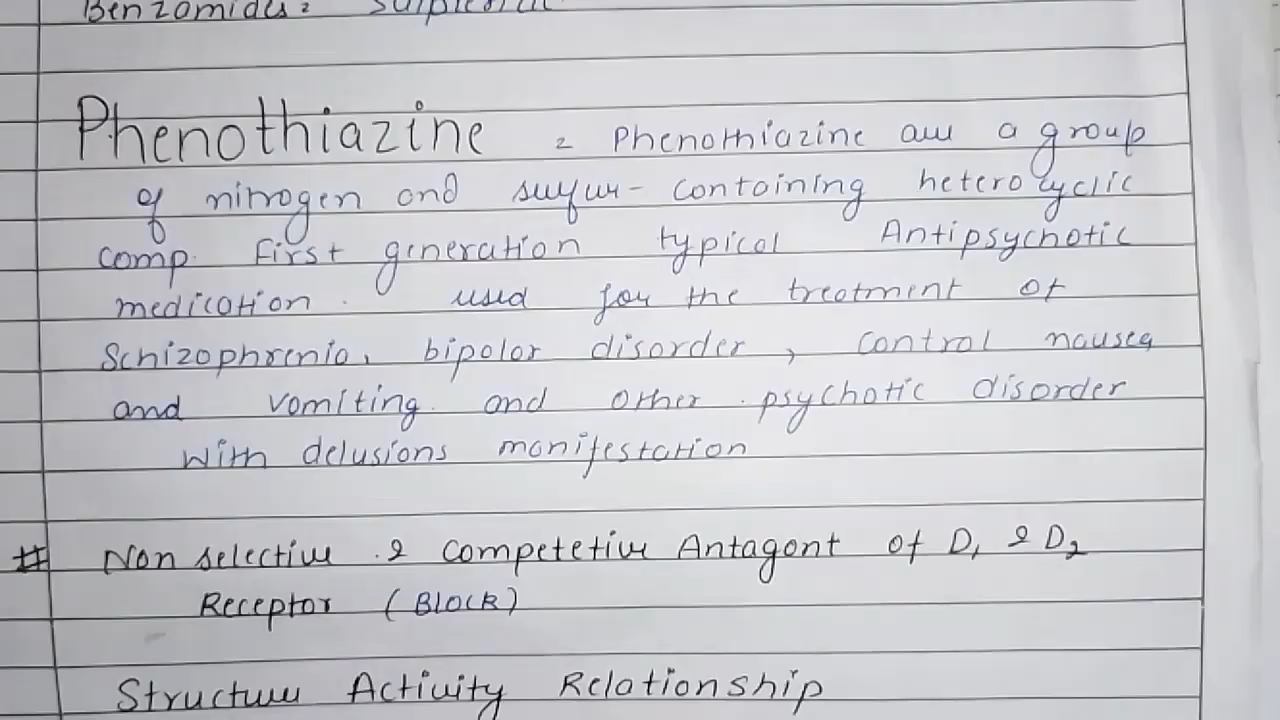 Benzamides =
Phenothiazine = Phenothiazine are a group
of nitrogen and sulfur-containing heterocyclic
comp. First generation typical Antipsychotic
medication. used for the treatment of
Schizophrenia, bipolar disorder, control nausea
and vomiting. and other psychotic disorder
with delusions manifestation
# Non selective & Competetive Antagont of D1 & D2
Receptor (Block)
Structure Activity Relationship